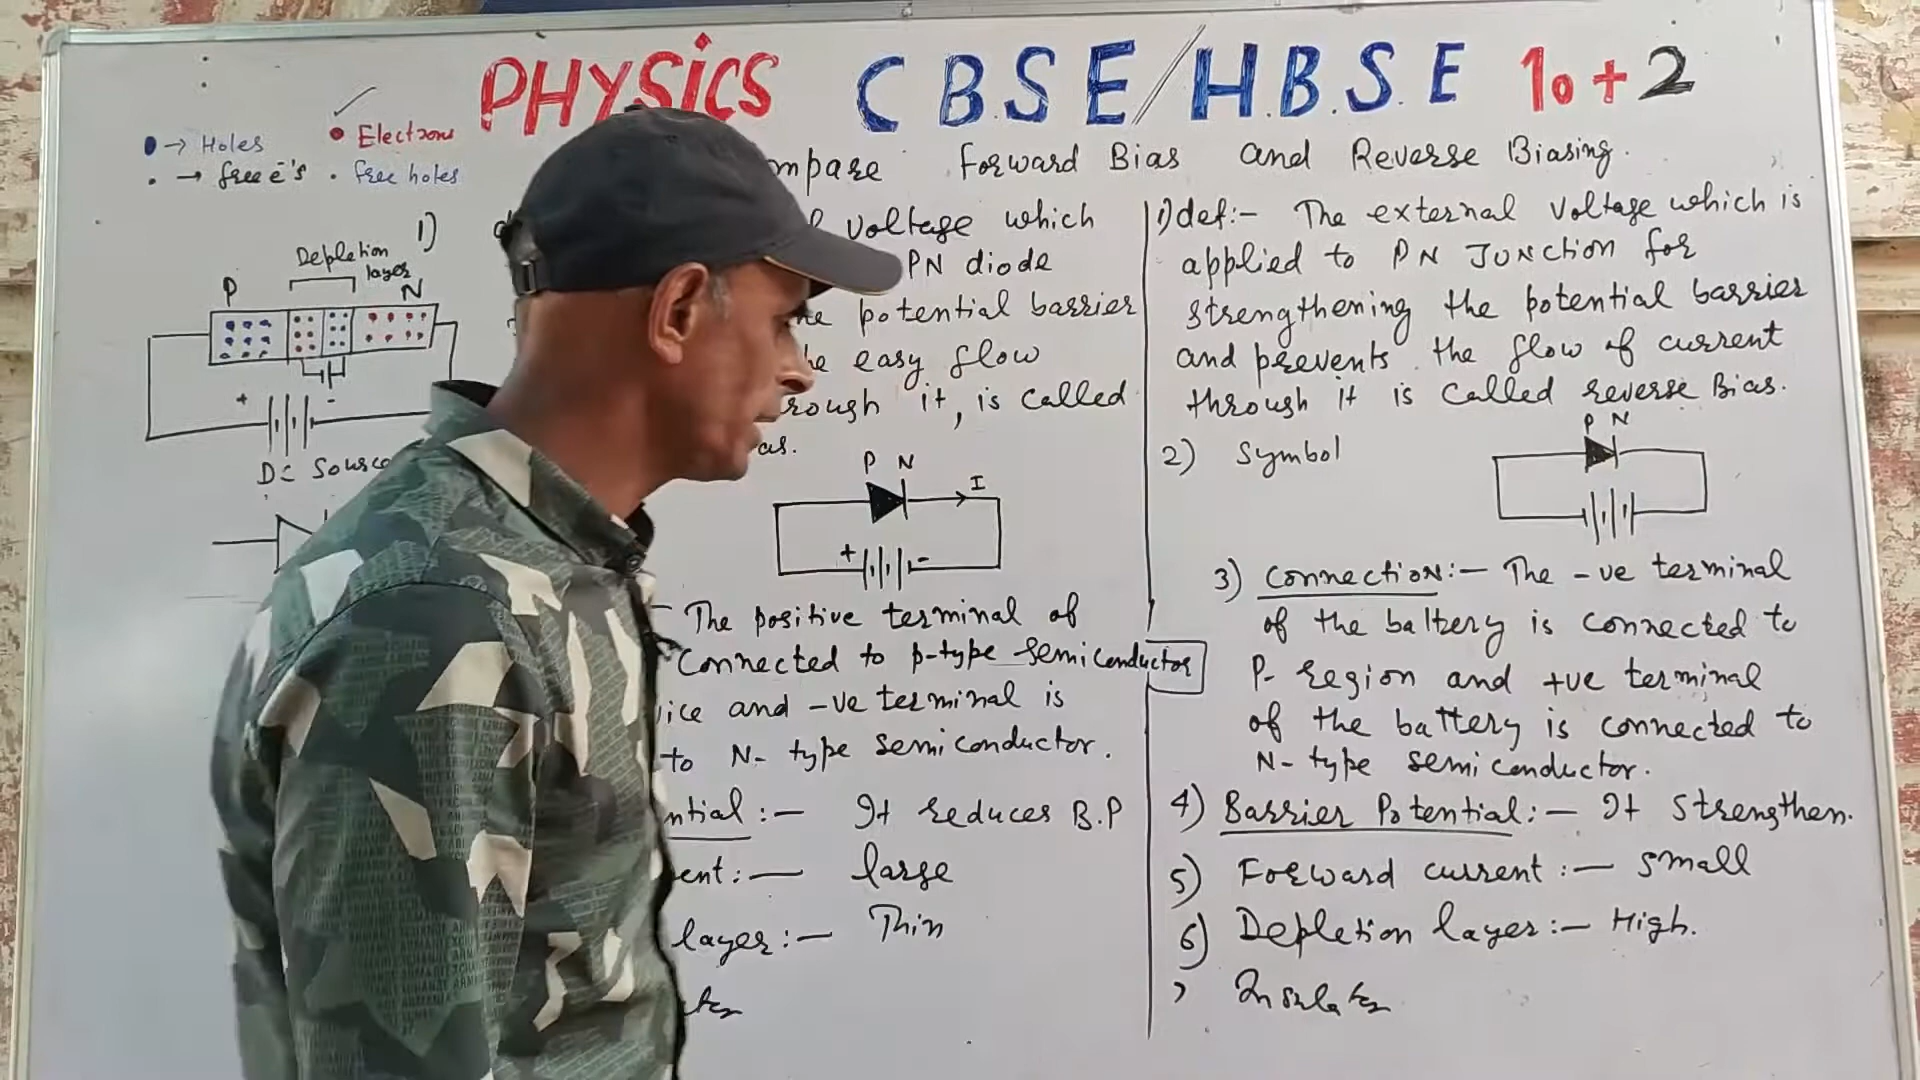 PHYSICS CBSE/H.B.S.E 10+2
→ Holes
Electrons
→ free e's . free holes
Forward Bias and Reverse Biasing.
1)
Depletion
layer
P
N
+ -
DC
voltage which
PN diode
potential barrier
easy flow
it, is called
P N
I
+ -
The positive terminal of
connected to p-type semiconductor
and -ve terminal is
to N- type semiconductor.
:— It reduces B.P
:— large
layer :— Thin
1) def:- The external voltage which is
applied to PN Junction for
strengthening the potential barrier
and prevents the flow of current
through it is called reverse Bias.
2) Symbol
P N
3) Connection:— The -ve terminal
of the battery is connected to
P- region and +ve terminal
of the battery is connected to
N- type semiconductor.
4) Barrier Potential:— It strengthen.
5) Forward current :— small
6) Depletion layer:— High.